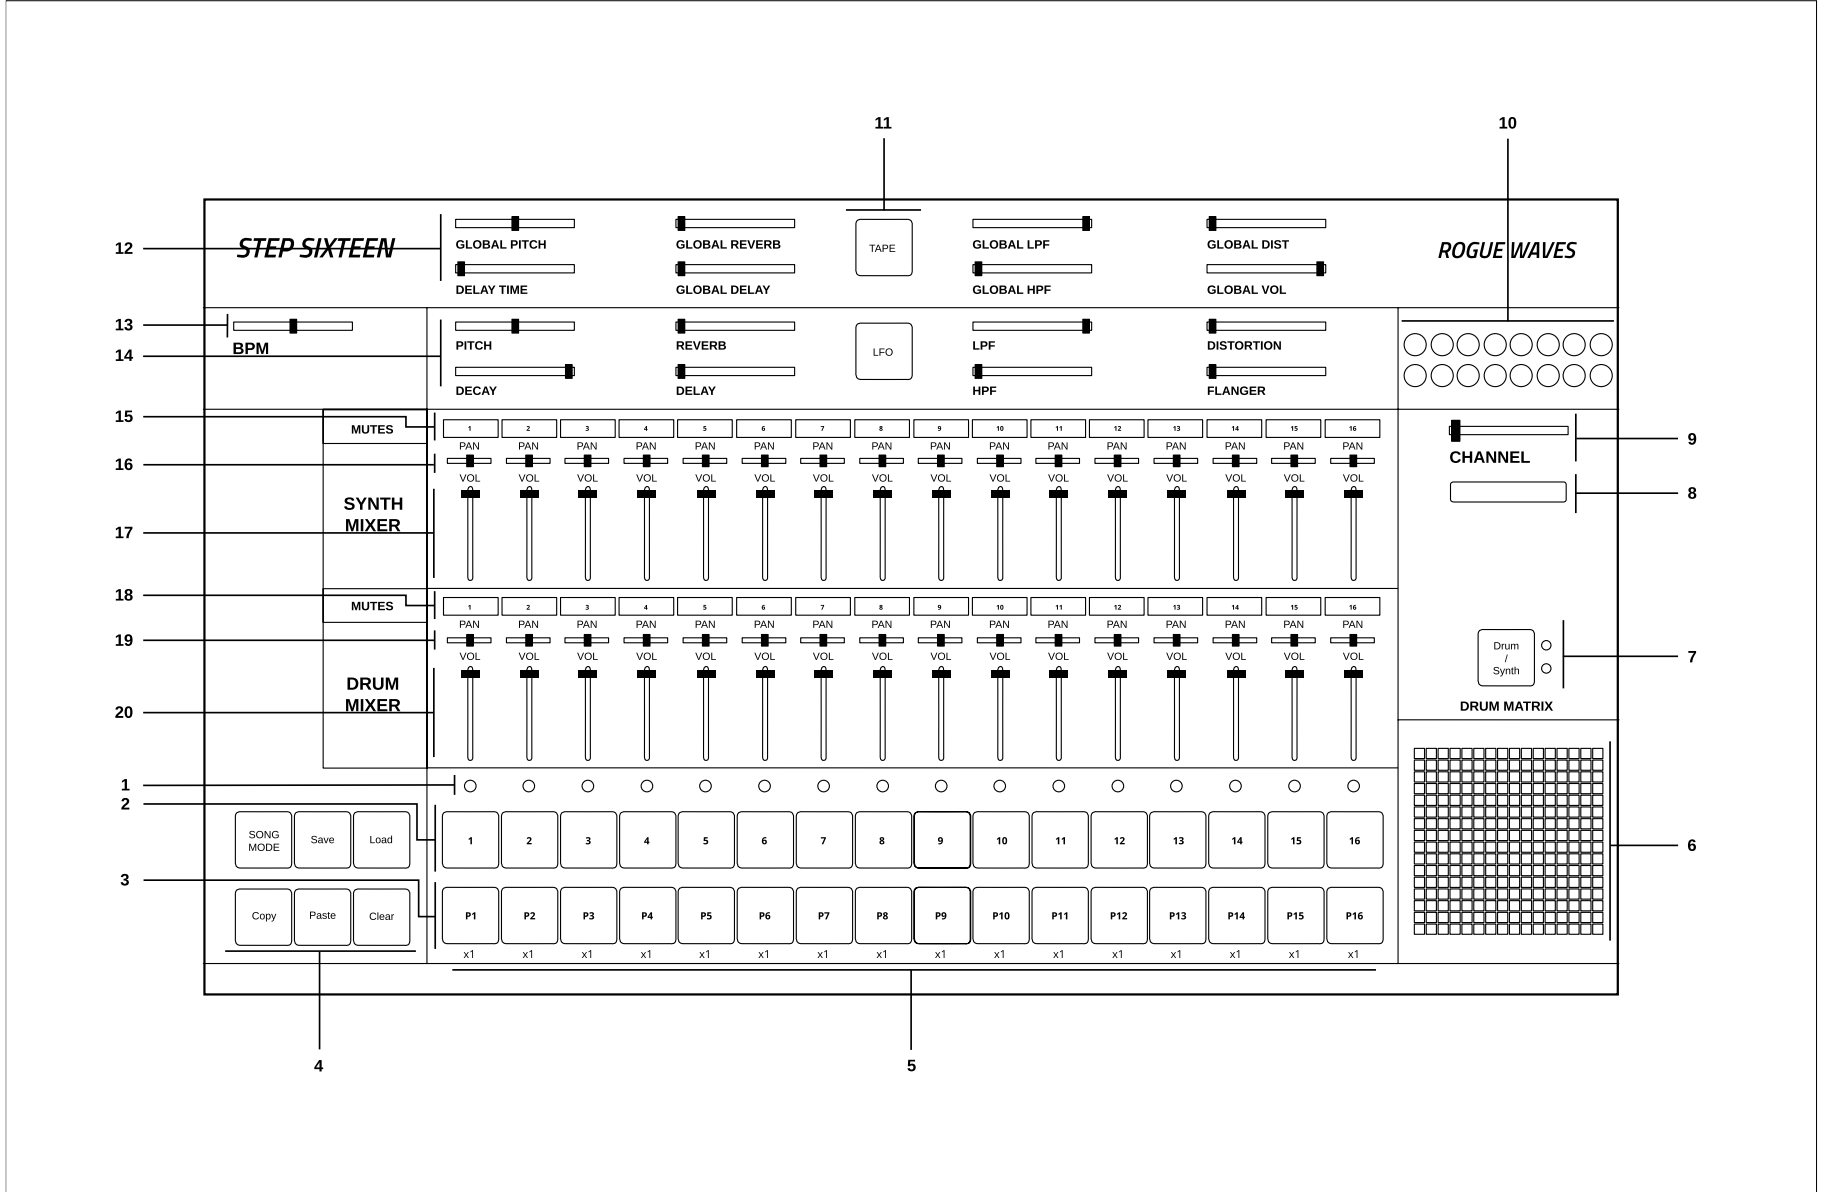 11 10
12 STEP SIXTEEN GLOBAL PITCH GLOBAL REVERB TAPE GLOBAL LPF GLOBAL DIST ROGUE WAVES
DELAY TIME GLOBAL DELAY GLOBAL HPF GLOBAL VOL
13
BPM PITCH REVERB LFO LPF DISTORTION
14
DECAY DELAY HPF FLANGER
15
MUTES 1 2 3 4 5 6 7 8 9 10 11 12 13 14 15 16
PAN PAN PAN PAN PAN PAN PAN PAN PAN PAN PAN PAN PAN PAN PAN PAN
9
CHANNEL
16
VOL VOL VOL VOL VOL VOL VOL VOL VOL VOL VOL VOL VOL VOL VOL VOL
8
SYNTH
MIXER
17
18
MUTES 1 2 3 4 5 6 7 8 9 10 11 12 13 14 15 16
PAN PAN PAN PAN PAN PAN PAN PAN PAN PAN PAN PAN PAN PAN PAN PAN
19
VOL VOL VOL VOL VOL VOL VOL VOL VOL VOL VOL VOL VOL VOL VOL VOL
Drum
/
Synth
7
DRUM
MIXER
DRUM MATRIX
20
1
2
SONG
MODE
Save Load 1 2 3 4 5 6 7 8 9 10 11 12 13 14 15 16
6
3
Copy Paste Clear P1 P2 P3 P4 P5 P6 P7 P8 P9 P10 P11 P12 P13 P14 P15 P16
x1 x1 x1 x1 x1 x1 x1 x1 x1 x1 x1 x1 x1 x1 x1 x1
4 5